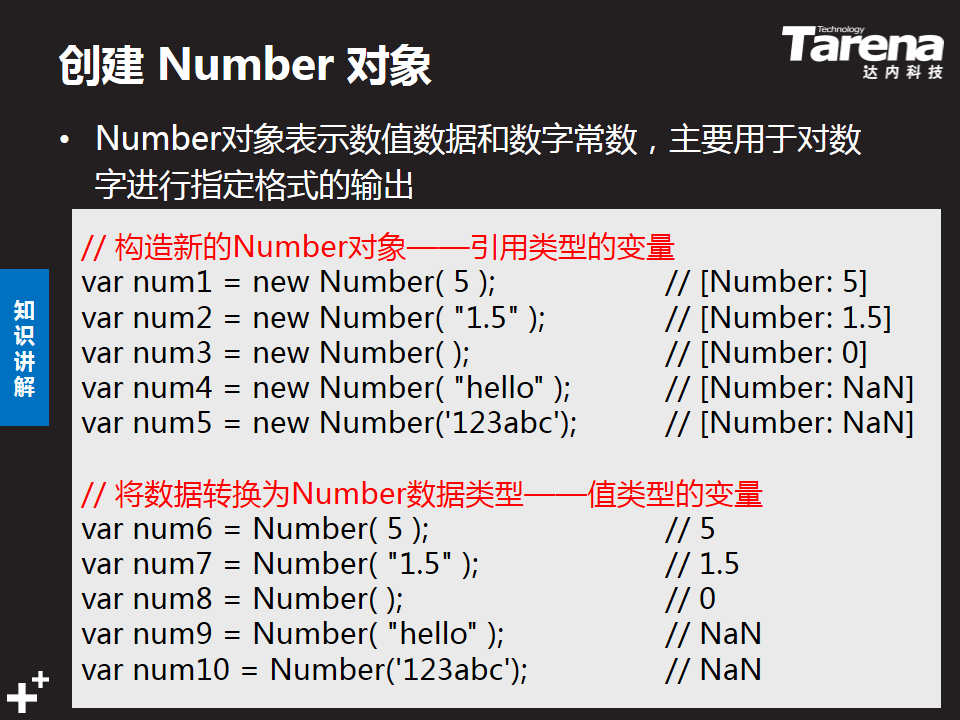 创建 Number 对象
Technology
Tarena
达内科技
• Number对象表示数值数据和数字常数，主要用于对数
字进行指定格式的输出
// 构造新的Number对象——引用类型的变量
var num1 = new Number( 5 ); // [Number: 5]
var num2 = new Number( "1.5" ); // [Number: 1.5]
var num3 = new Number( ); // [Number: 0]
var num4 = new Number( "hello" ); // [Number: NaN]
var num5 = new Number('123abc'); // [Number: NaN]
// 将数据转换为Number数据类型——值类型的变量
var num6 = Number( 5 ); // 5
var num7 = Number( "1.5" ); // 1.5
var num8 = Number( ); // 0
var num9 = Number( "hello" ); // NaN
var num10 = Number('123abc'); // NaN
知
识
讲
解